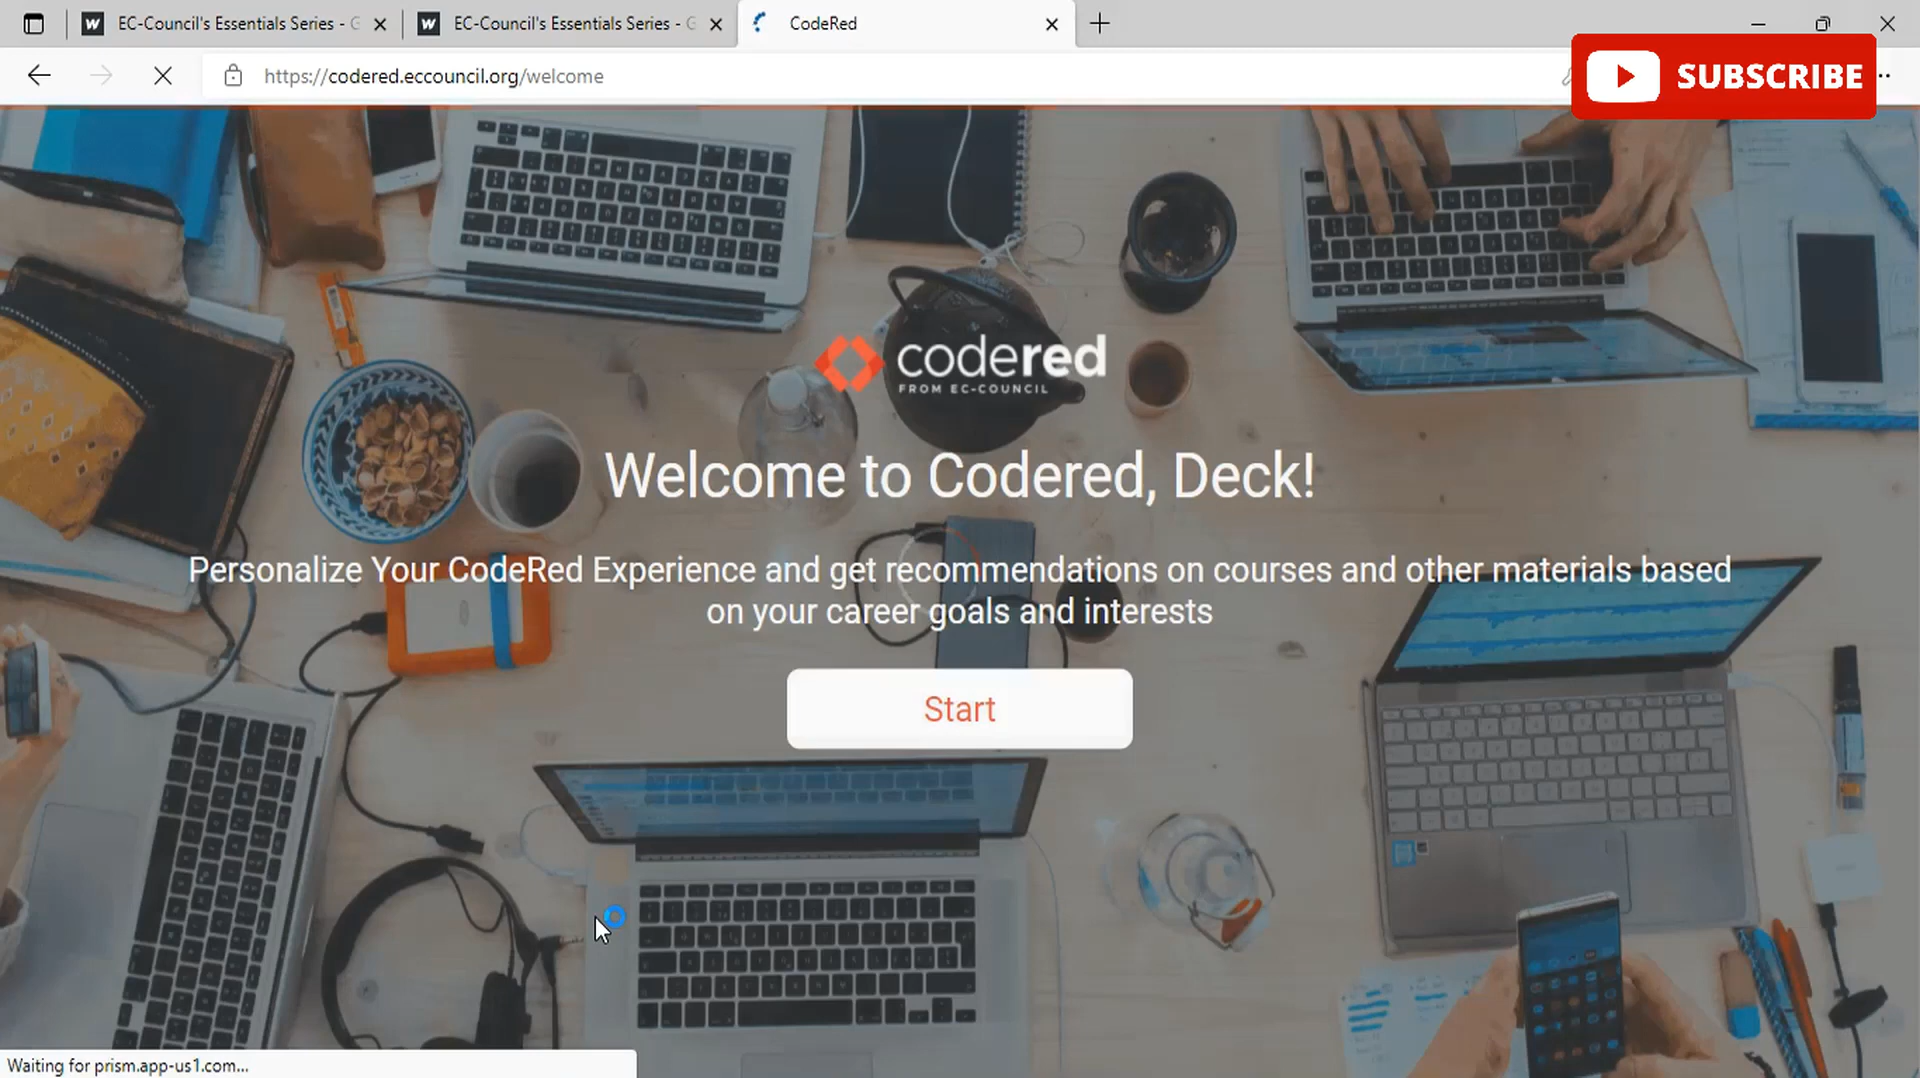 EC-Council's Essentials Series - G
EC-Council's Essentials Series - G
CodeRed
https://codered.eccouncil.org/welcome
SUBSCRIBE
codered
FROM EC-COUNCIL
Welcome to Codered, Deck!
Personalize Your CodeRed Experience and get recommendations on courses and other materials based
on your career goals and interests
Start
Waiting for prism.app-us1.com...